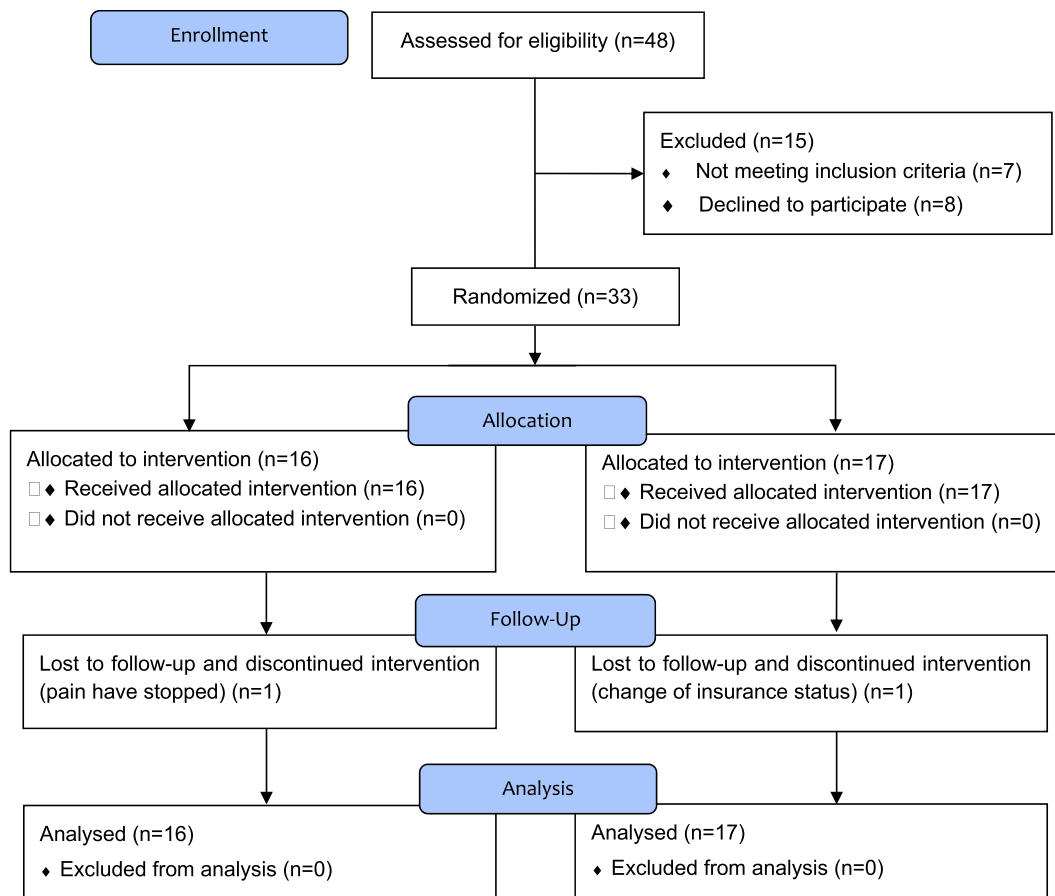 Enrollment
Assessed for eligibility (n=48)
Excluded (n=15)
♦ Not meeting inclusion criteria (n=7)
♦ Declined to participate (n=8)
Randomized (n=33)
Allocation
Allocated to intervention (n=16)
□♦ Received allocated intervention (n=16)
□♦ Did not receive allocated intervention (n=0)
Allocated to intervention (n=17)
□♦ Received allocated intervention (n=17)
□♦ Did not receive allocated intervention (n=0)
Follow-Up
Lost to follow-up and discontinued intervention
(pain have stopped) (n=1)
Lost to follow-up and discontinued intervention
(change of insurance status) (n=1)
Analysis
Analysed (n=16)
♦ Excluded from analysis (n=0)
Analysed (n=17)
♦ Excluded from analysis (n=0)